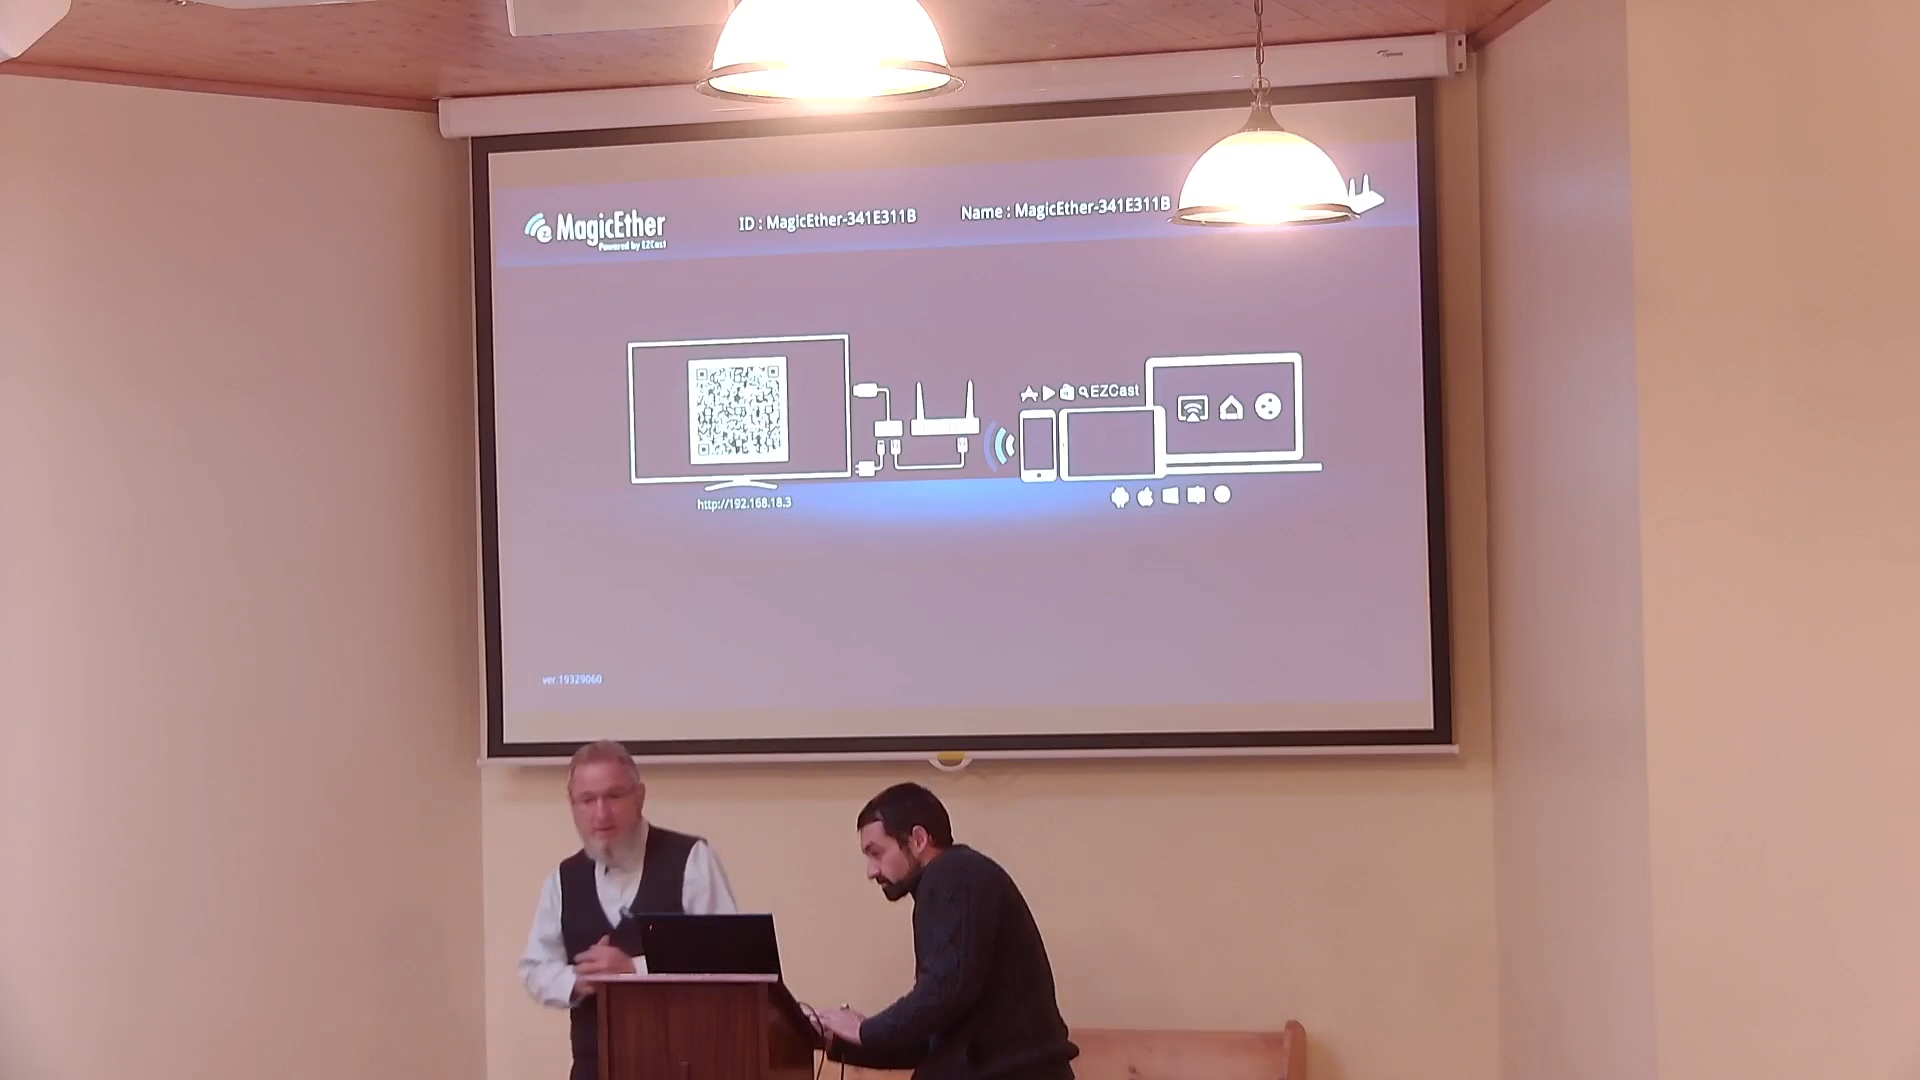 MagicEther
Powered by EZCast
ID : MagicEther-341E311B
Name : MagicEther-341E311B
EZCast
http://192.168.18.3
ver.19329060